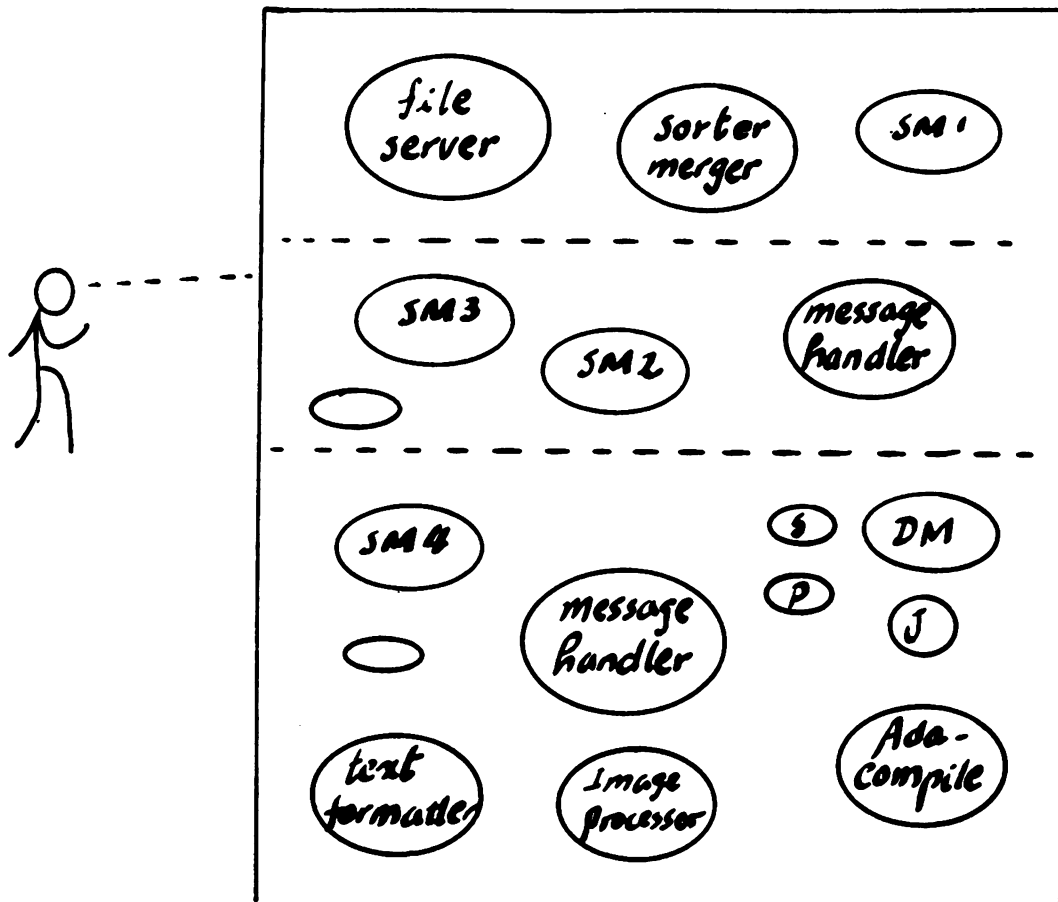 file
server
sorter
merger
SM1
SM3
SM2
message
handler
SM4
message
handler
S
DM
P
J
text
formatter
Image
processor
Ada-
compile